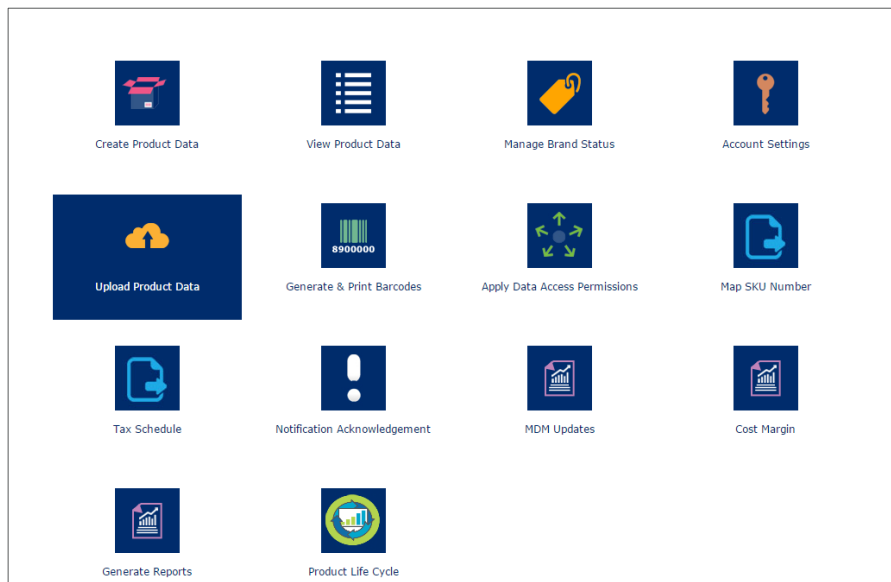 Create Product Data
View Product Data
Manage Brand Status
Account Settings
8900000
Upload Product Data
Generate & Print Barcodes
Apply Data Access Permissions
Map SKU Number
Tax Schedule
Notification Acknowledgement
MDM Updates
Cost Margin
Generate Reports
Product Life Cycle